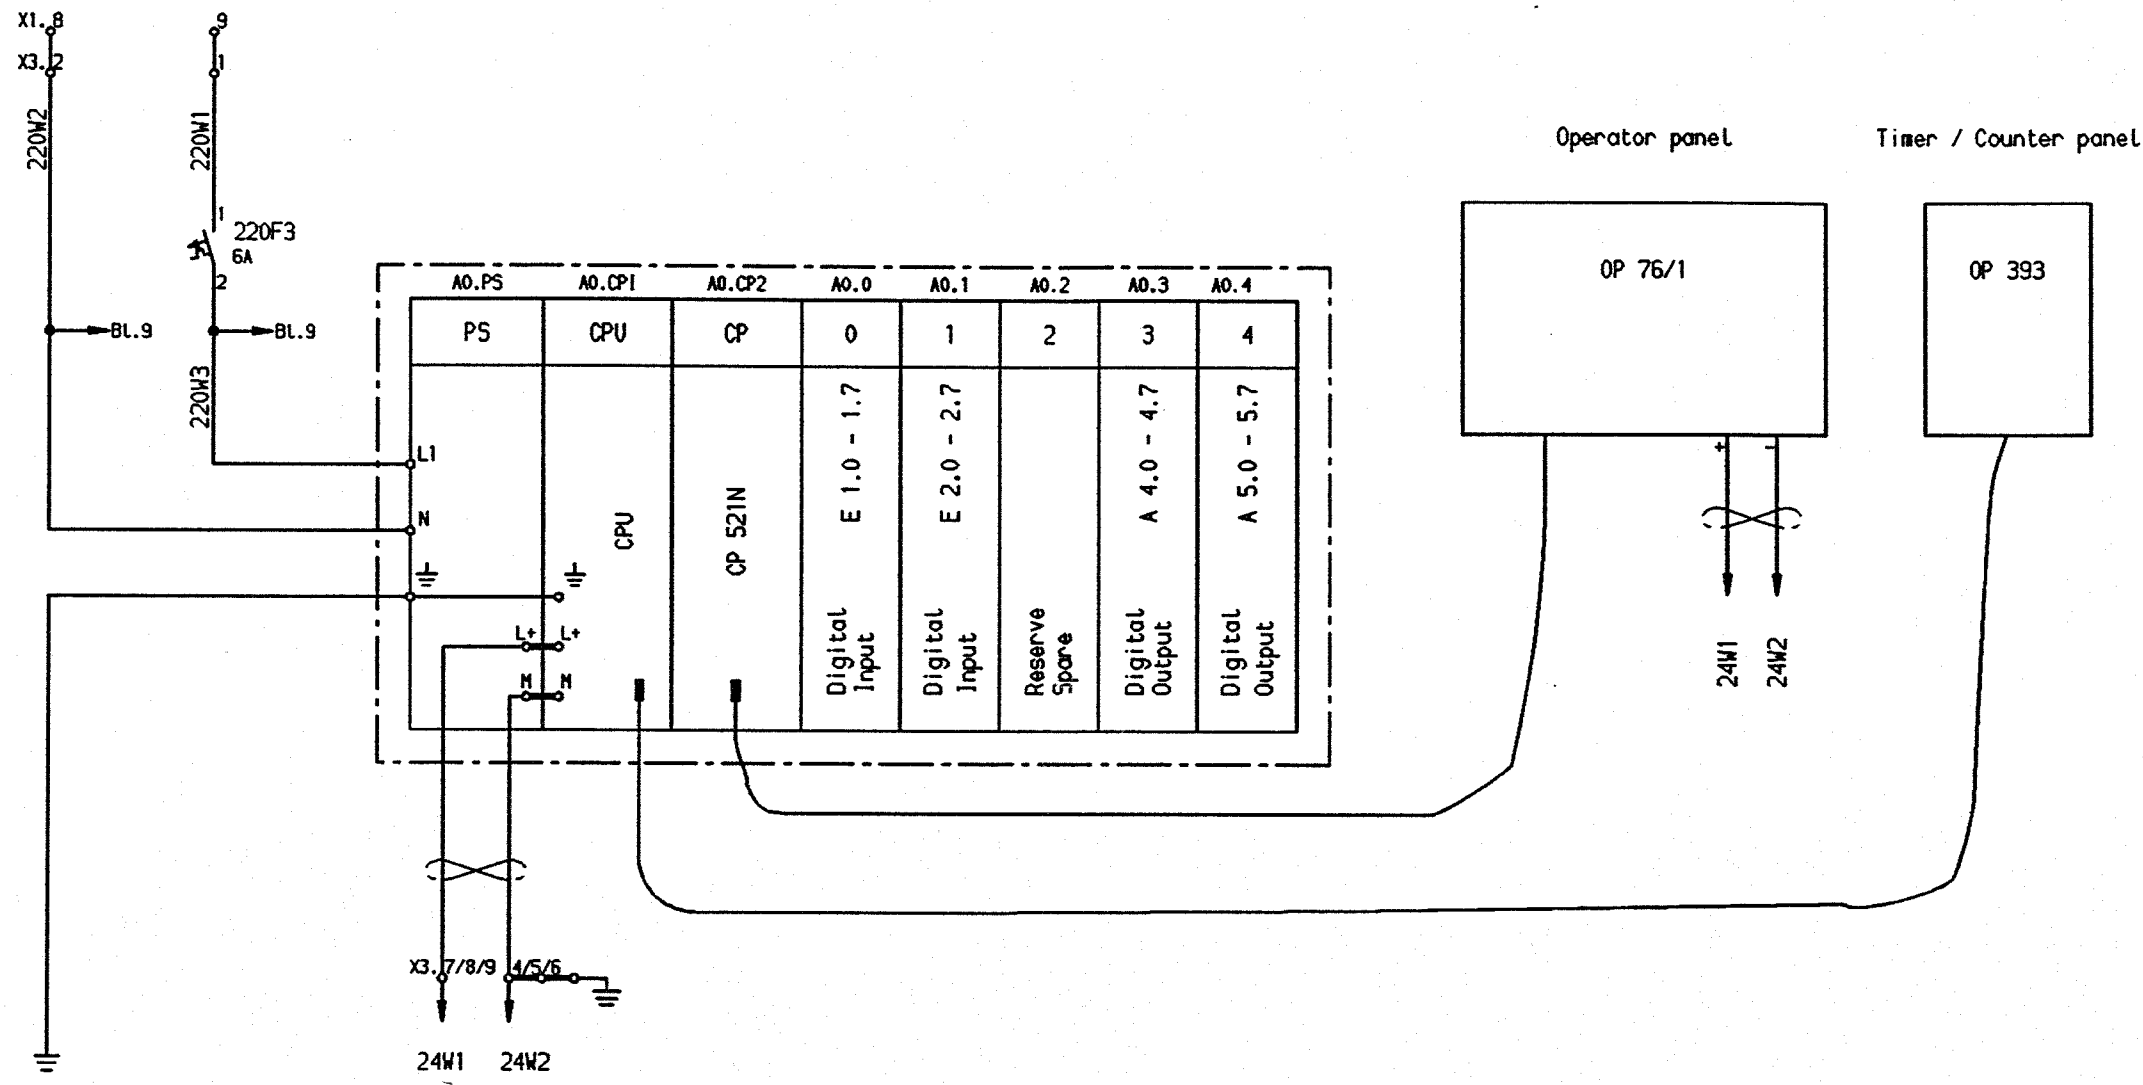 X1.8
9
X3.2
1
220W2
220W1
Operator panel
Timer / Counter panel
1
220F3
6A
2
OP 76/1
OP 393
A0.PS
A0.CP1
A0.CP2
A0.0
A0.1
A0.2
A0.3
A0.4
Bl.9
Bl.9
PS
CPU
CP
0
1
2
3
4
220W3
L1
N
CPU
CP 521N
E 1.0 - 1.7
E 2.0 - 2.7
A 4.0 - 4.7
A 5.0 - 5.7
+
-
Digital
Input
Digital
Input
Reserve
Spare
Digital
Output
Digital
Output
L+
L+
M
M
24W1
24W2
X3.7/8/9
4/5/6
24W1
24W2